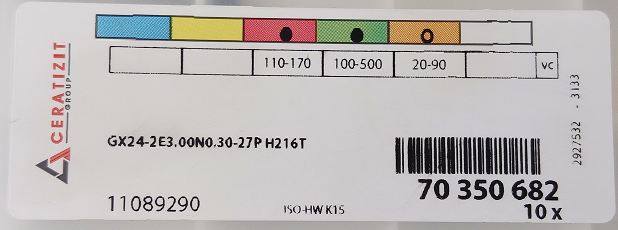 CERATIZIT
GROUP
110-170 100-500 20-90 vc
GX24-2E3.00N0.30-27P H216T
2927532 - 3133
70 350 682
11089290 ISO-HW K15 10 x